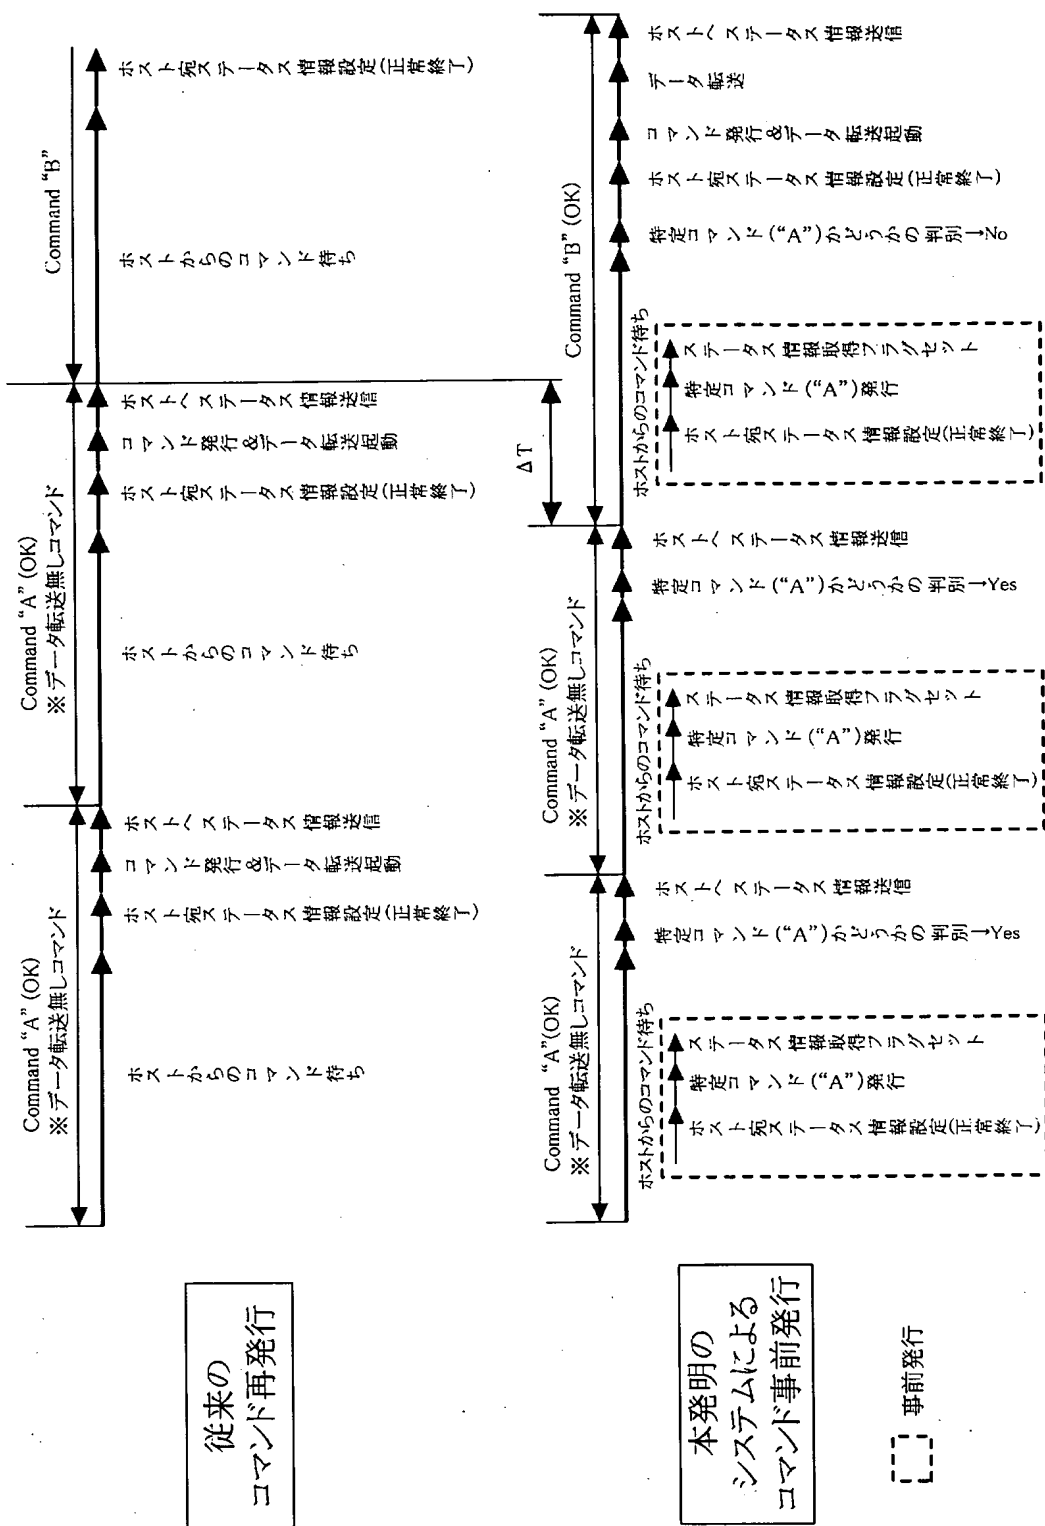 従来の
コマンド再発行
Command “A” (OK)
※データ転送無しコマンド
Command “A” (OK)
※データ転送無しコマンド
Command “B”
ホストからのコマンド待ち
ホスト宛ステータス情報設定(正常終了)
コマンド発行&データ転送起動
ホストへステータス情報送信
ホストからのコマンド待ち
ホスト宛ステータス情報設定(正常終了)
コマンド発行&データ転送起動
ホストへステータス情報送信
ホストからのコマンド待ち
ホスト宛ステータス情報設定(正常終了)
ΔT
本発明の
システムによる
コマンド事前発行
Command “A”(OK)
※データ転送無しコマンド
Command “A” (OK)
※データ転送無しコマンド
Command “B” (OK)
ホストからのコマンド待ち
ホスト宛ステータス情報設定(正常終了)
特定コマンド(“A”)発行
ステータス情報取得フラグセット
特定コマンド(“A”)かどうかの判別→Yes
ホストへステータス情報送信
ホストからのコマンド待ち
ホスト宛ステータス情報設定(正常終了)
特定コマンド(“A”)発行
ステータス情報取得フラグセット
特定コマンド(“A”)かどうかの判別→Yes
ホストへステータス情報送信
ホストからのコマンド待ち
ホスト宛ステータス情報設定(正常終了)
特定コマンド(“A”)発行
ステータス情報取得フラグセット
特定コマンド(“A”)かどうかの判別→No
ホスト宛ステータス情報設定(正常終了)
コマンド発行&データ転送起動
データ転送
ホストへステータス情報送信
事前発行